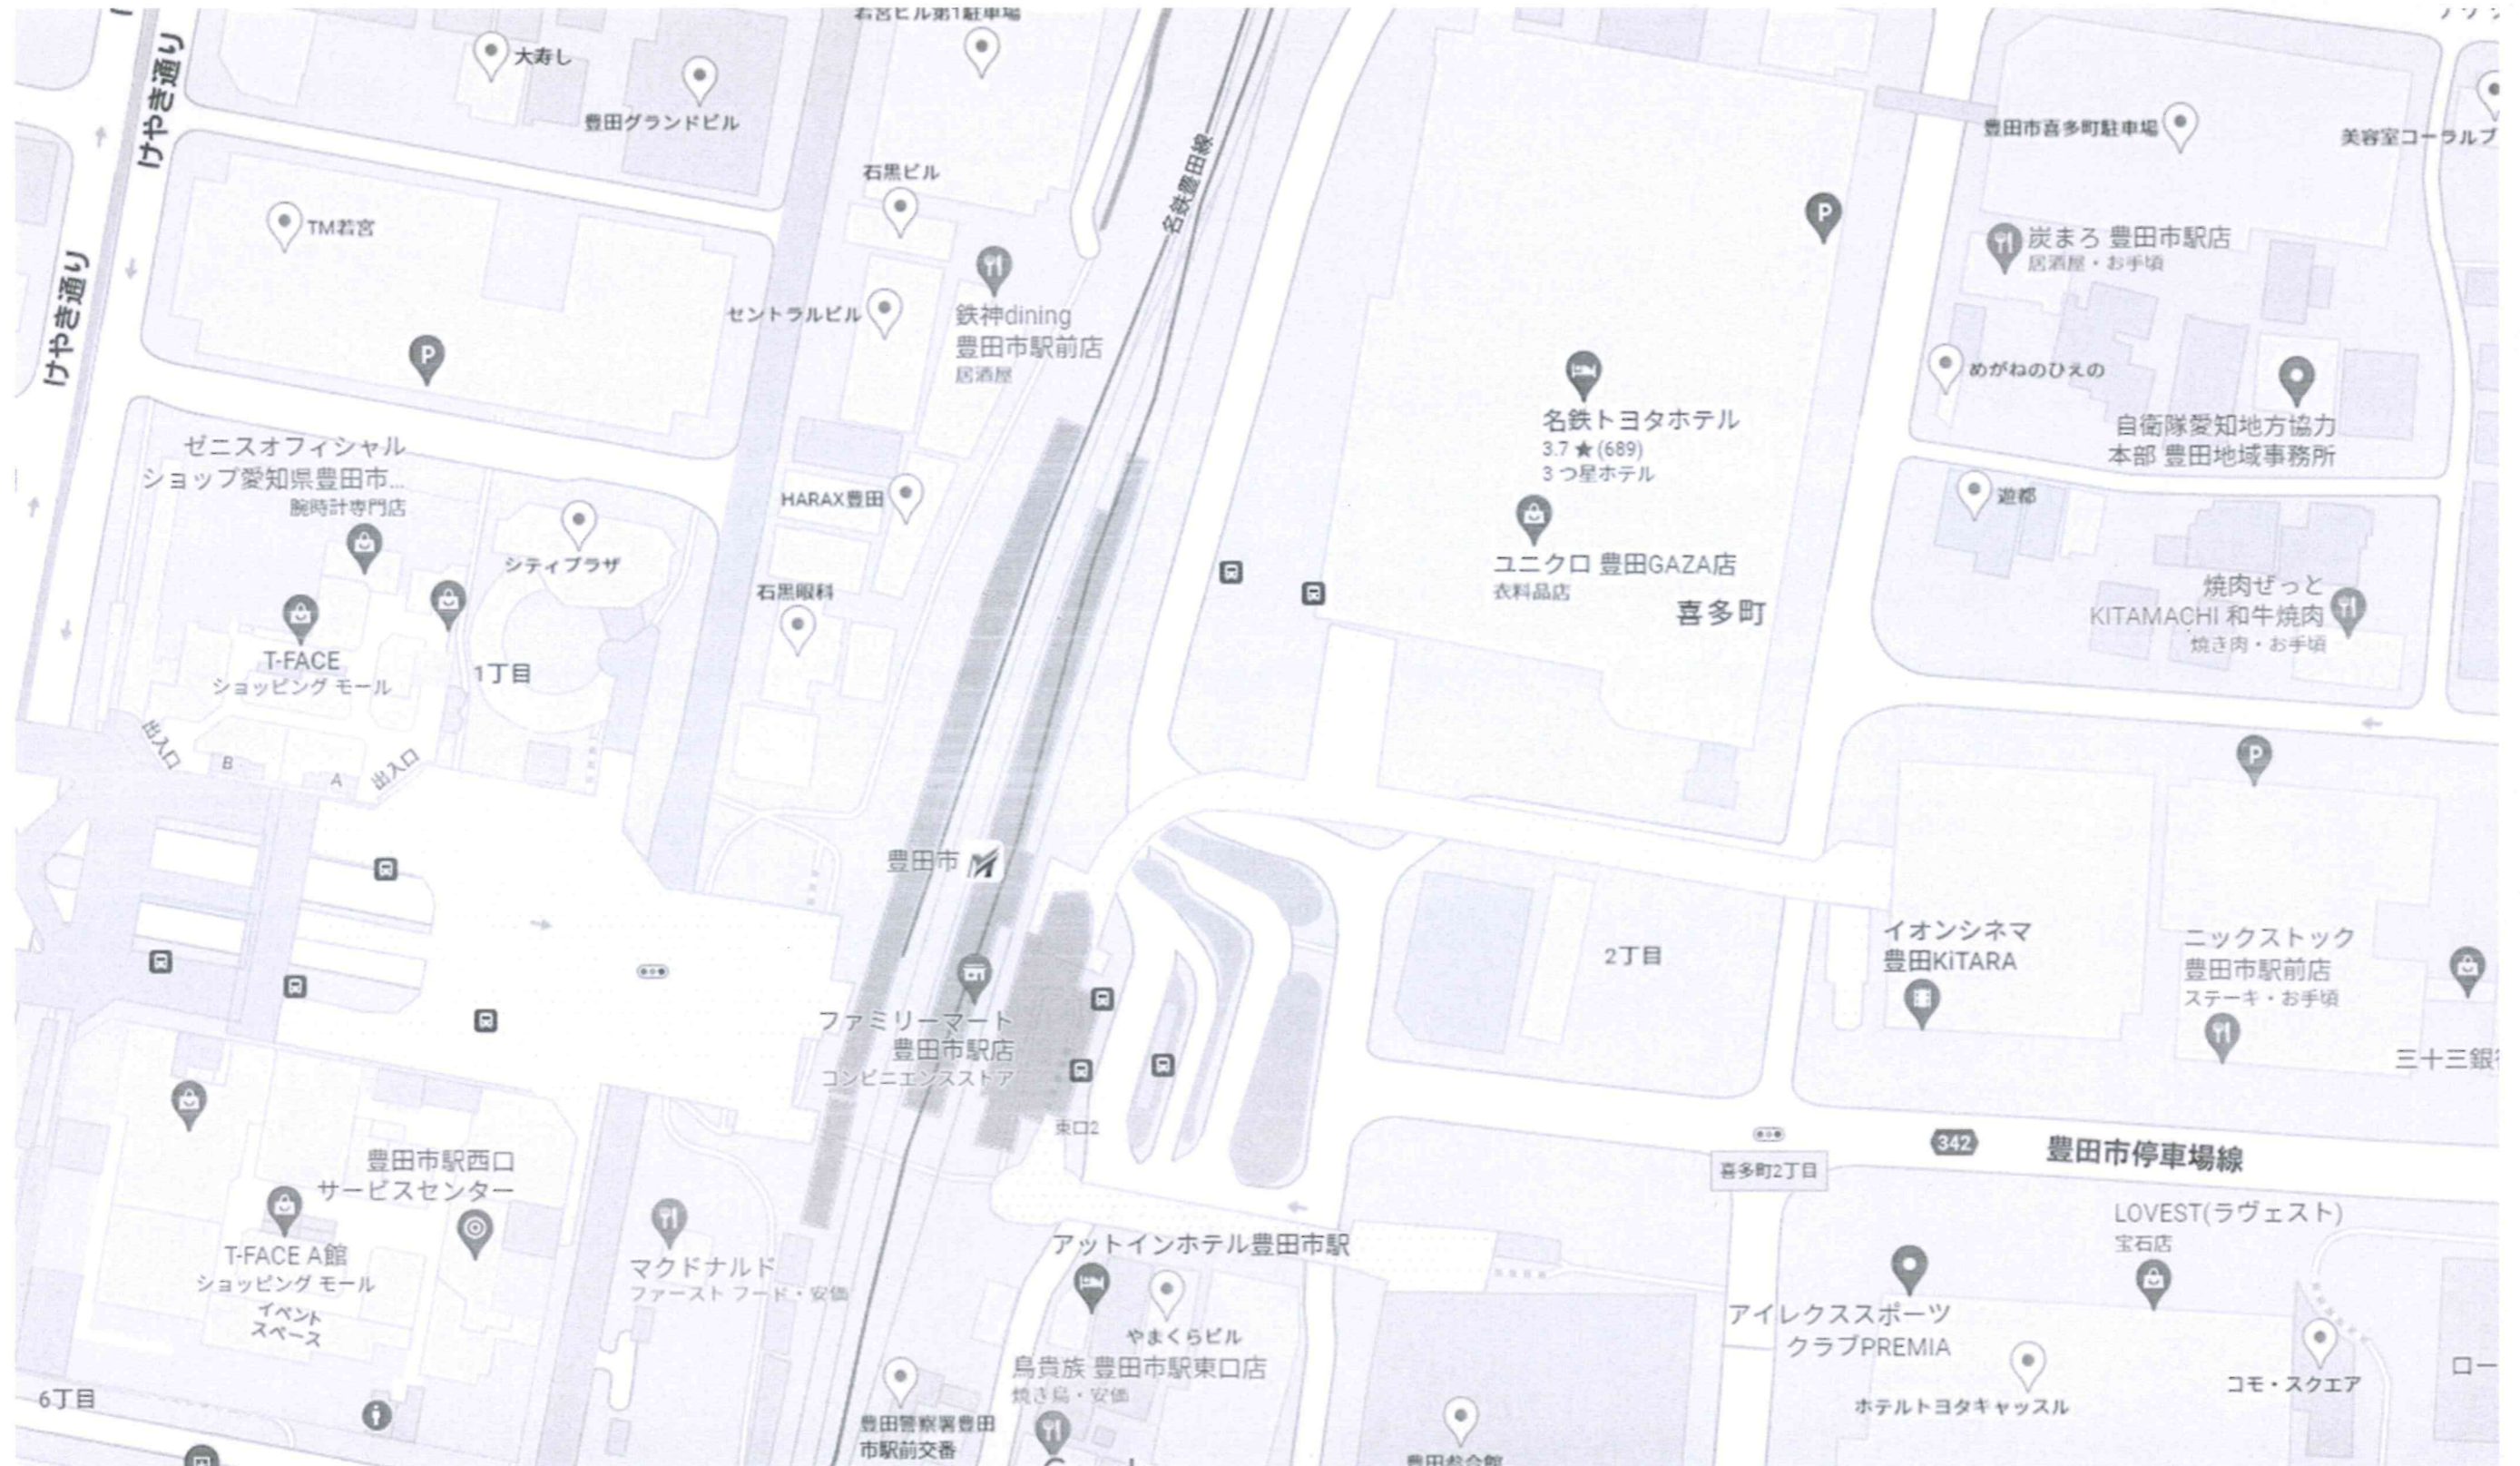 若宮ビル第1駐車場
けやき通り
大寿し
豊田グランドビル
名鉄豊田線
豊田市喜多町駐車場
美容室コーラルブ
石黒ビル
TM若宮
P
炭まろ 豊田市駅店
居酒屋・お手頃
けやき通り
セントラルビル
鉄神dining
豊田市駅前店
居酒屋
P
めがねのひえの
名鉄トヨタホテル
3.7 ★ (689)
3 つ星ホテル
自衛隊愛知地方協力
本部 豊田地域事務所
ゼニスオフィシャル
ショップ愛知県豊田市...
腕時計専門店
HARAX豊田
遊都
シティプラザ
ユニクロ 豊田GAZA店
衣料品店
喜多町
石黒眼科
焼肉ぜっと
KITAMACHI 和牛焼肉
焼き肉・お手頃
T-FACE
ショッピング モール
1丁目
出入口
B
A
出入口
P
豊田市
イオンシネマ
豊田KiTARA
2丁目
ニックストック
豊田市駅前店
ステーキ・お手頃
ファミリーマート
豊田市駅店
コンビニエンスストア
三十三銀
東口2
342
豊田市停車場線
喜多町2丁目
豊田市駅西口
サービスセンター
LOVEST(ラヴェスト)
宝石店
T-FACE A館
ショッピング モール
イベント
スペース
マクドナルド
ファースト フード・安価
アットインホテル豊田市駅
やまくらビル
アイレクススポーツ
クラブPREMIA
鳥貴族 豊田市駅東口店
焼き鳥・安価
ホテルトヨタキャッスル
コモ・スクエア
ロー
6丁目
豊田警察署豊田
市駅前交番
豊田参合館